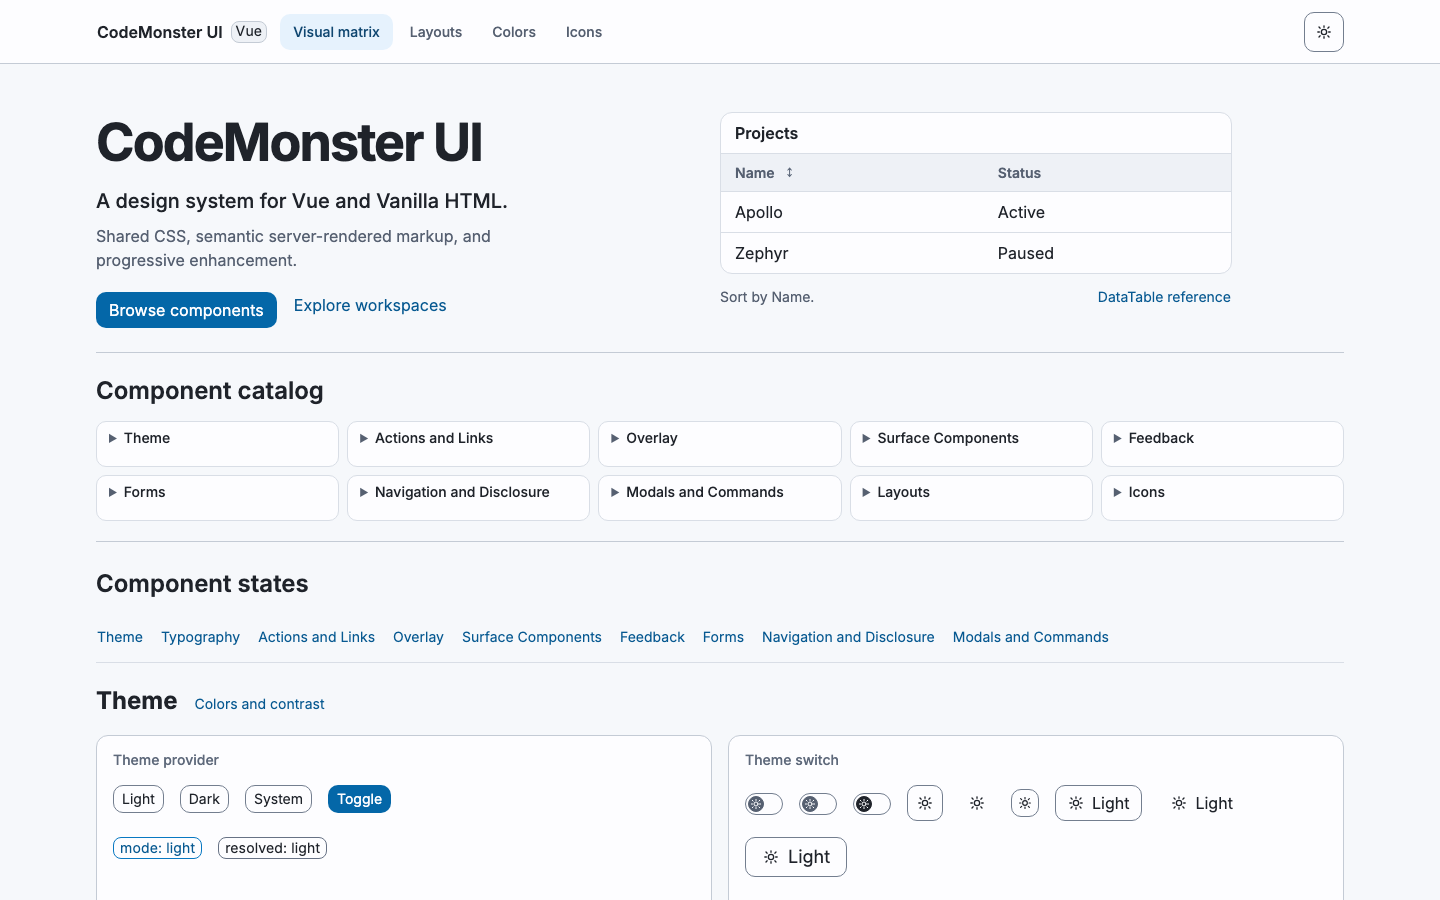 CodeMonster UI Vue Visual matrix Layouts Colors Icons
CodeMonster UI
A design system for Vue and Vanilla HTML.
Shared CSS, semantic server-rendered markup, and
progressive enhancement.
Browse components Explore workspaces
Projects
Name Status
Apollo Active
Zephyr Paused
Sort by Name. DataTable reference
Component catalog
Theme Actions and Links Overlay Surface Components Feedback
Forms Navigation and Disclosure Modals and Commands Layouts Icons
Component states
Theme Typography Actions and Links Overlay Surface Components Feedback Forms Navigation and Disclosure Modals and Commands
Theme Colors and contrast
Theme provider
Light Dark System Toggle
mode: light resolved: light
Theme switch
Light Light
Light